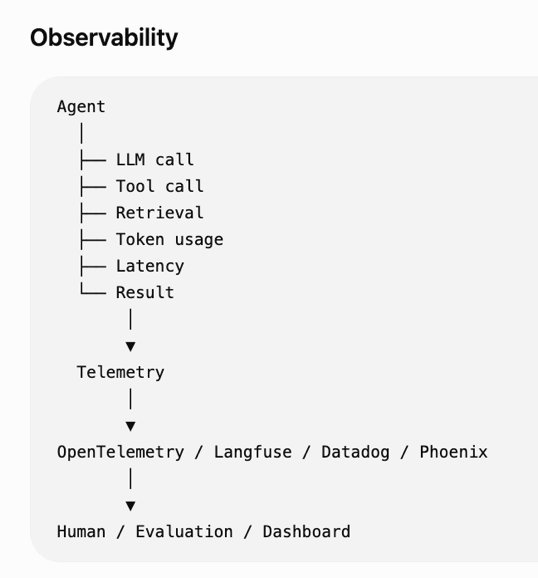 Observability
Agent
│
├── LLM call
├── Tool call
├── Retrieval
├── Token usage
├── Latency
└── Result
│
▼
Telemetry
│
▼
OpenTelemetry / Langfuse / Datadog / Phoenix
│
▼
Human / Evaluation / Dashboard